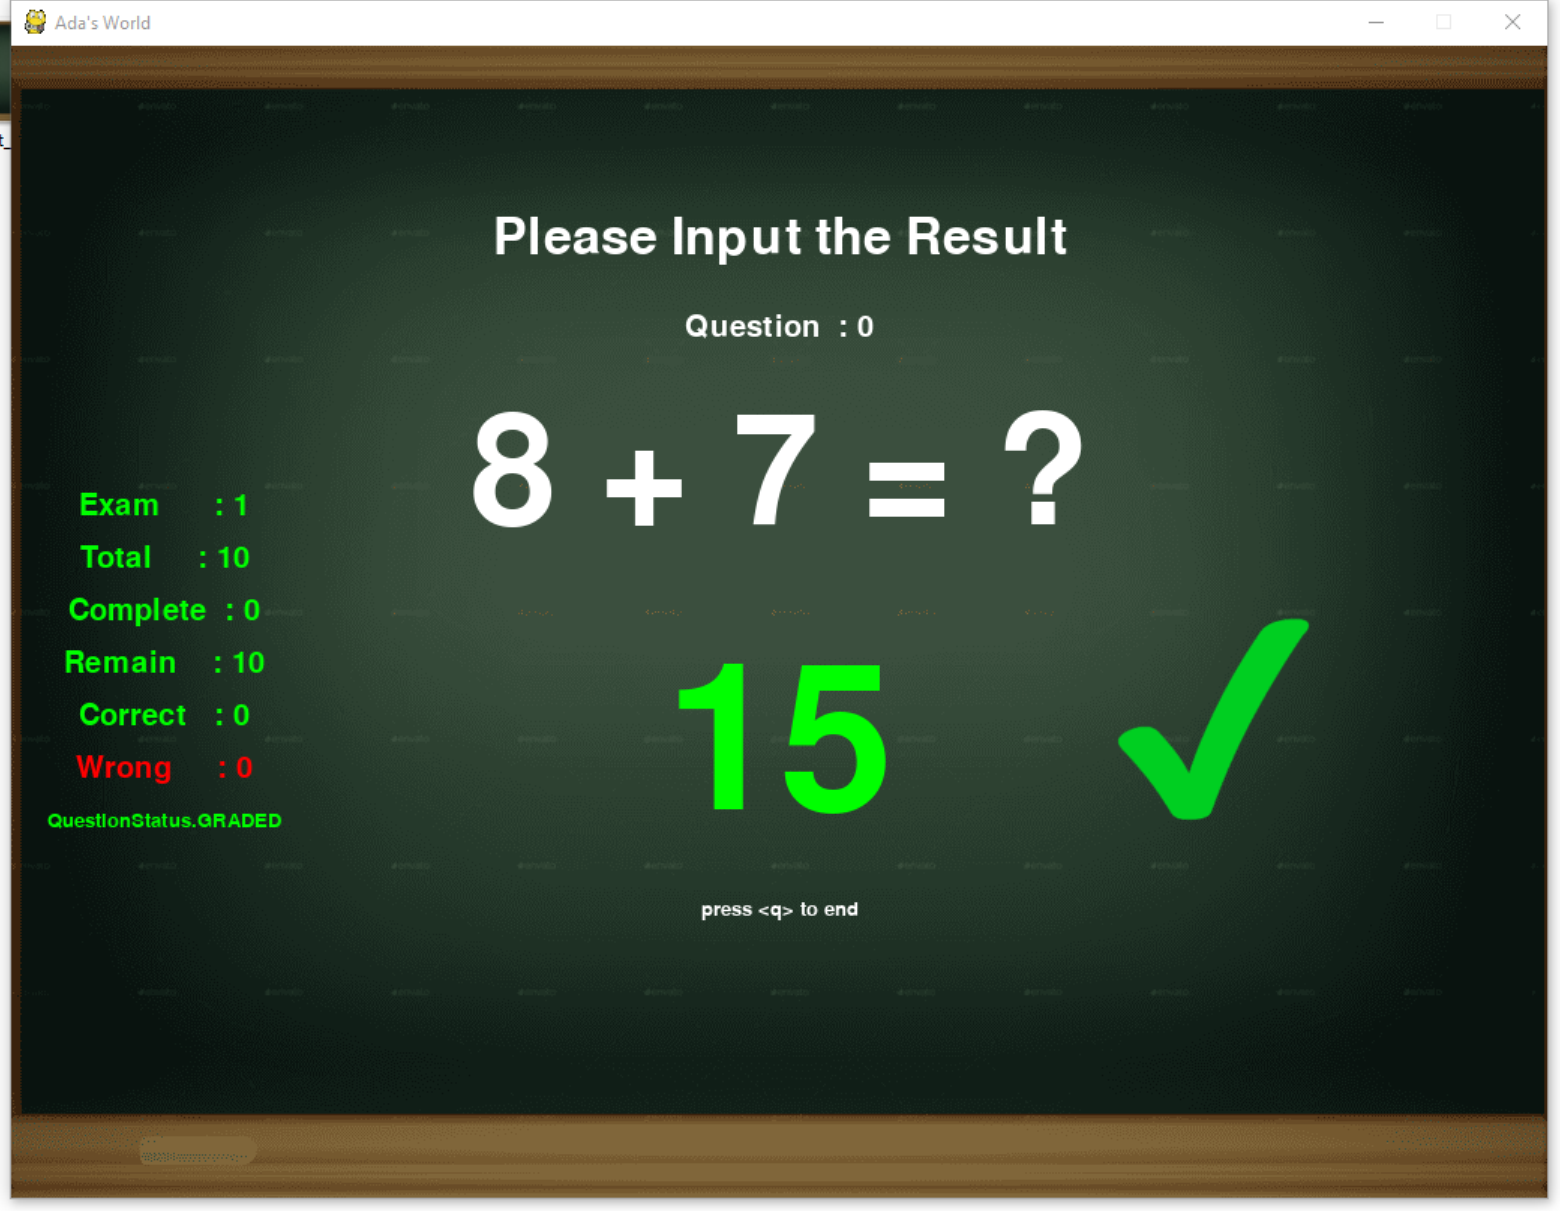 Ada's World
Please Input the Result
Question : 0
8 + 7 = ?
Exam : 1
Total : 10
Complete : 0
Remain : 10
Correct : 0
Wrong : 0
QuestionStatus.GRADED
15
press <q> to end